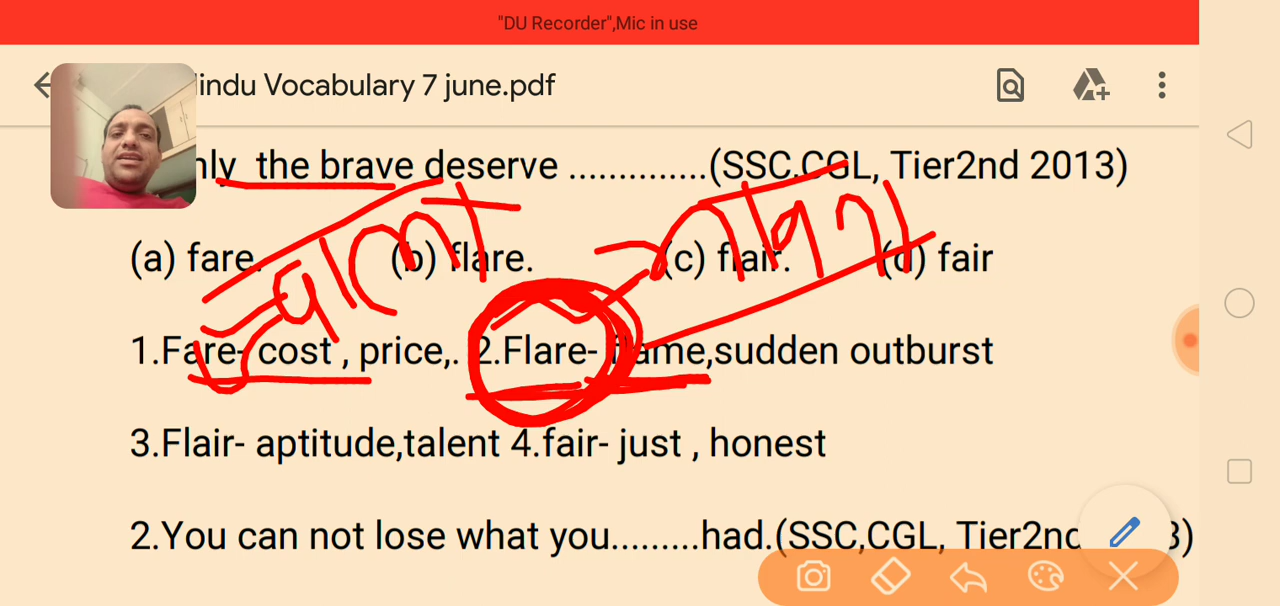 "DU Recorder",Mic in use
indu Vocabulary 7 june.pdf
nly the brave deserve ..............(SSC,CGL, Tier2nd 2013)
(a) fare. (b) flare. (c) flair. (d) fair
1.Fare- cost , price,. 2.Flare- flame,sudden outburst
3.Flair- aptitude,talent 4.fair- just , honest
2.You can not lose what you.........had.(SSC,CGL, Tier2nd 3)